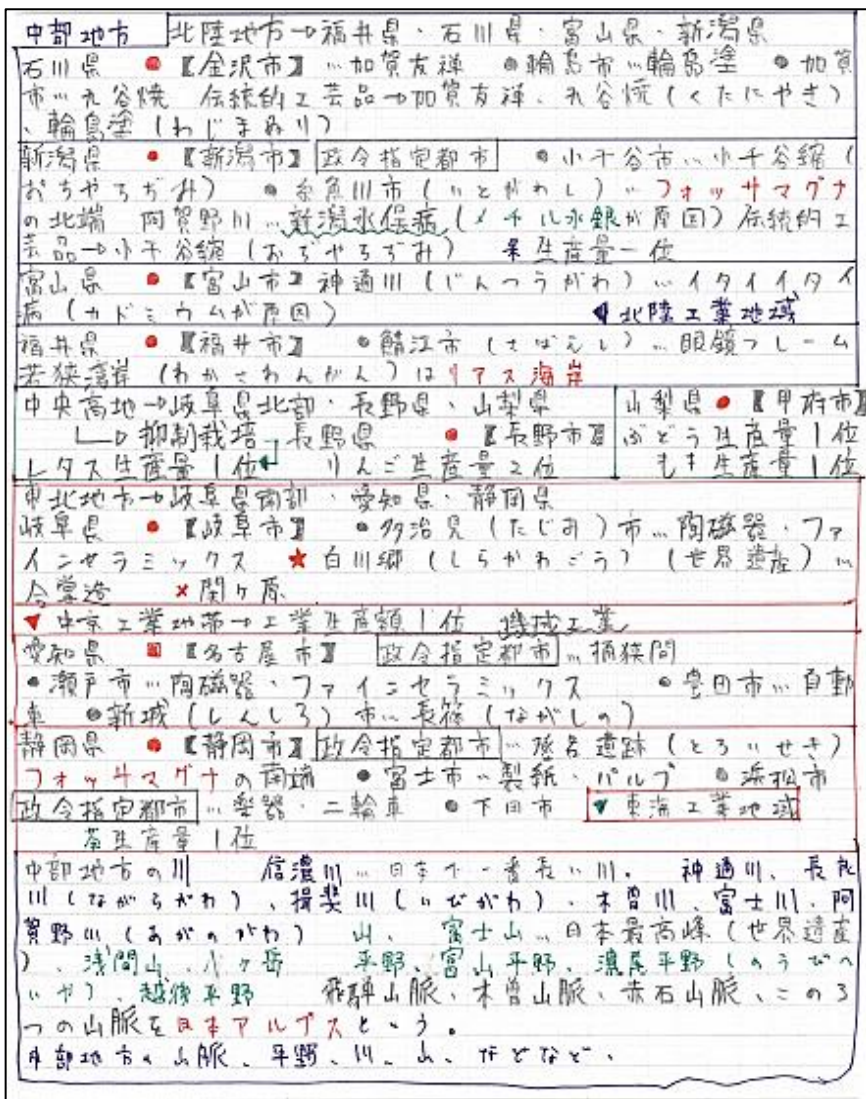 中部地方 北陸地方→福井県・石川県・富山県・新潟県
石川県 ●【金沢市】…加賀友禅 ●輪島市…輪島塗 ●加賀
市…九谷焼 伝統的工芸品→加賀友禅、九谷焼(くたにやき)
、輪島塗(わじまぬり)
新潟県 ●【新潟市】政令指定都市 ●小千谷市…小千谷縮(
おぢやちぢみ) ●糸魚川市(いとがわし)…フォッサマグナ
の北端 阿賀野川…新潟水俣病(メチル水銀が原因)伝統的工
芸品→小千谷縮(おぢやちぢみ) 米生産量一位
富山県 ●【富山市】神通川(じんつうがわ)…イタイイタイ
病(カドミウムが原因) ◀北陸工業地域
福井県 ●【福井市】 ●鯖江市(さばえし)…眼鏡フレーム
若狭湾岸(わかさわんがん)はリアス海岸
中央高地→岐阜県北部・長野県・山梨県
→抑制栽培 長野県 ●【長野市】
レタス生産量1位 りんご生産量2位
山梨県●【甲府市】
ぶどう生産量1位
もも生産量1位
東北地方→岐阜県南部・愛知県・静岡県
岐阜県 ●【岐阜市】 ●多治見(たじみ)市…陶磁器・ファ
インセラミックス ★白川郷(しらかわごう)(世界遺産)…
合掌造 ×関ヶ原
▼中京工業地帯→工業生産額1位 機械工業
愛知県 ■【名古屋市】 政令指定都市…桶狭間
●瀬戸市…陶磁器・ファインセラミックス ●豊田市…自動
車 ●新城(しんしろ)市…長篠(ながしの)
静岡県 ●【静岡市】政令指定都市…登呂遺跡(とろいせき)
フォッサマグナの南端 ●富士市…製紙・パルプ ●浜松市
政令指定都市…楽器・二輪車 ●下田市 ▼東海工業地域
茶生産量1位
中部地方の川 信濃川…日本で一番長い川。 神通川、長良
川(ながらがわ)、揖斐川(いびがわ)、木曽川、富士川、阿
賀野川(あがのがわ) 山、富士山…日本最高峰(世界遺産
)、浅間山、八ヶ岳 平野、富山平野、濃尾平野(のうびへ
いや)、越後平野 飛騨山脈、木曽山脈、赤石山脈、この3
つの山脈を日本アルプスという。
中部地方の山脈、平野、川、山、などなど、